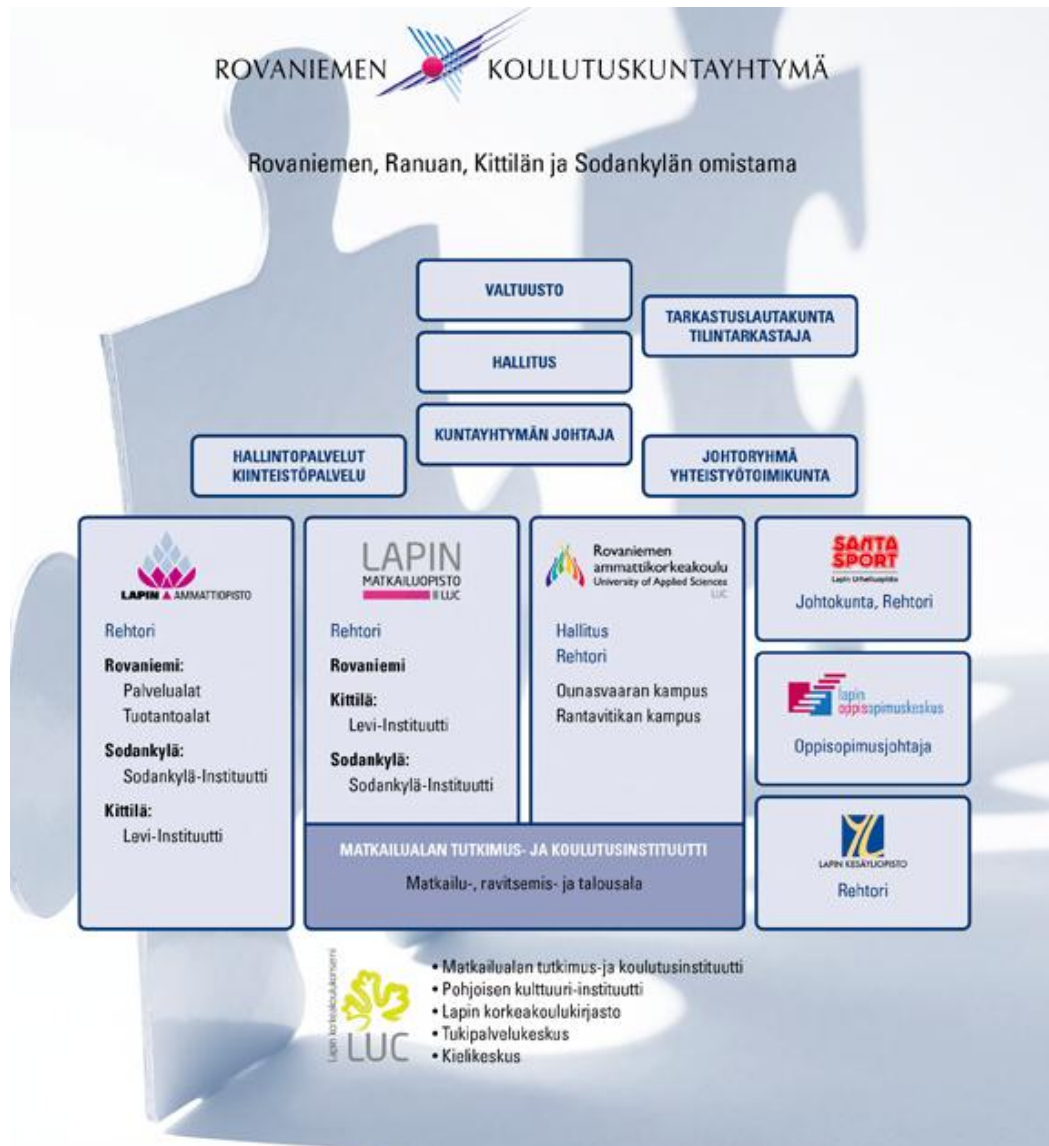 ROVANIEMEN KOULUTUSKUNTAYHTYMÄ
Rovaniemen, Ranuan, Kittilän ja Sodankylän omistama
VALTUUSTO
TARKASTUSLAUTAKUNTA
TILINTARKASTAJA
HALLITUS
KUNTAYHTYMÄN JOHTAJA
HALLINTOPALVELUT
KIINTEISTÖPALVELU
JOHTORYHMÄ
YHTEISTYÖTOIMIKUNTA
LAPIN AMMATTIOPISTO
Rehtori
Rovaniemi:
Palvelualat
Tuotantoalat
Sodankylä:
Sodankylä-Instituutti
Kittilä:
Levi-Instituutti
LAPIN
MATKAILUOPISTO
LUC
Rehtori
Rovaniemi
Kittilä:
Levi-Instituutti
Sodankylä:
Sodankylä-Instituutti
Rovaniemen
ammattikorkeakoulu
University of Applied Sciences
LUC
Hallitus
Rehtori
Ounasvaaran kampus
Rantavitikan kampus
MATKAILUALAN TUTKIMUS- JA KOULUTUSINSTITUUTTI
Matkailu-, ravitsemis- ja talousala
SANTA
SPORT
Lapin Urheiluopisto
Johtokunta, Rehtori
lapin
oppisopimuskeskus
Oppisopimusjohtaja
LAPIN KESÄYLIOPISTO
Rehtori
Lapin korkeakoulukonserni
LUC
• Matkailualan tutkimus-ja koulutusinstituutti
• Pohjoisen kulttuuri-instituutti
• Lapin korkeakoulukirjasto
• Tukipalvelukeskus
• Kielikeskus